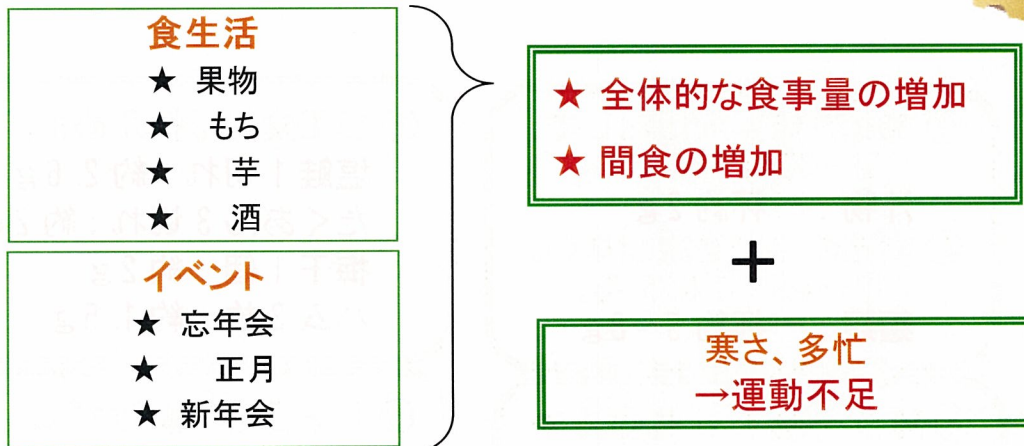 食生活
★ 果物
★ もち
★ 芋
★ 酒
イベント
★ 忘年会
★ 正月
★ 新年会
★ 全体的な食事量の増加
★ 間食の増加
+
寒さ、多忙
→運動不足